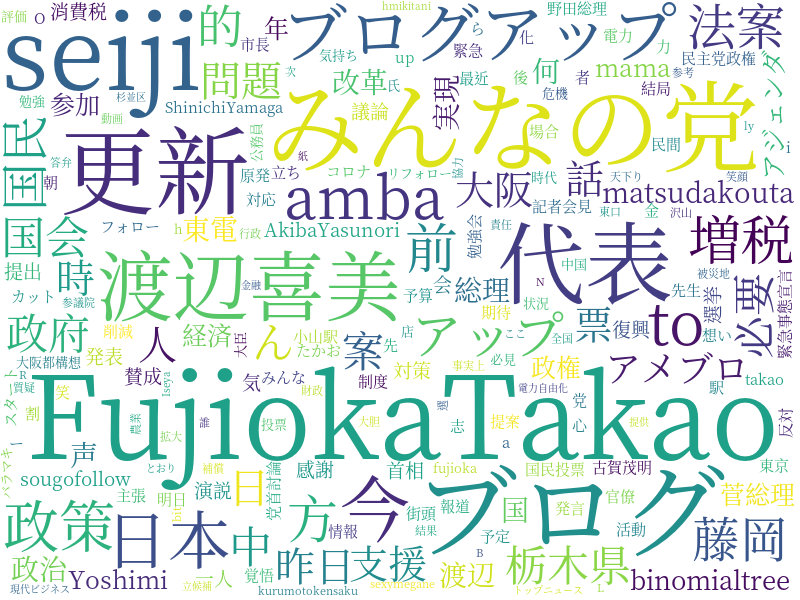 評価
O
消費税
年
ブログアップ
hmikitani
ら
野田総理
電力
力
法案
seiji
的
市長
気持ち
化
緊急
up
民主党政権
氏
最近
後
何
者
次
参考
勉強
杉並区
問題
改革
mama
危機
結局
アジェンダ
参加
ShinichiYamaga
議論
実現
動画
みんなの党
場合
民間
ly
i
国民
答弁
更新
公務員
紙
コロナ
リフォロー
協力
時代
天下り
笑顔
朝
原発
立ち
対応
amba
大阪
話
matsudakouta
記者会見
東口
金
沢山
フォロー
h
行政
勉強会
責任
国会
東電
AkibaYasunori
前
代表
増税
提出
時
金融
渡辺喜美
会
総理
N
中国
先生
被災地
緊急事態宣言
カット
参議院
予算
状況
選挙
必要
政府
削減
大臣
小山駅
店
期待
ここ
to
票
復興
想い
全国
経済
ん
たかお
先
アップ
発表
人
案
必見
政権
アメブロ
大阪都構想
R
質疑
スタート
笑
賛成
気
みんな
制度
対策
事実上
電力自由化
駅
takao
割
Iseya
誰
財政
党
大胆
FujiokaTakao
農業
拡大
投票
選
提案
提供
反対
バラマキ
ー
声
志
心
a
とおり
補償
感謝
首相
fujioka
国民投票
古賀茂明
東京
sougofollow
日
演説
党首討論
今
ブログ
主張
明日
bit
方
街頭
報道
国
発言
官僚
菅総理
政策
日本
中
情報
結果
予定
B
活動
藤岡
政治
一人
覚悟
昨日
支援
渡辺
栃木県
Yoshimi
立候補
sexymegane
L
binomialtree
現代ビジネス
kurumotokensaku
トップニュース